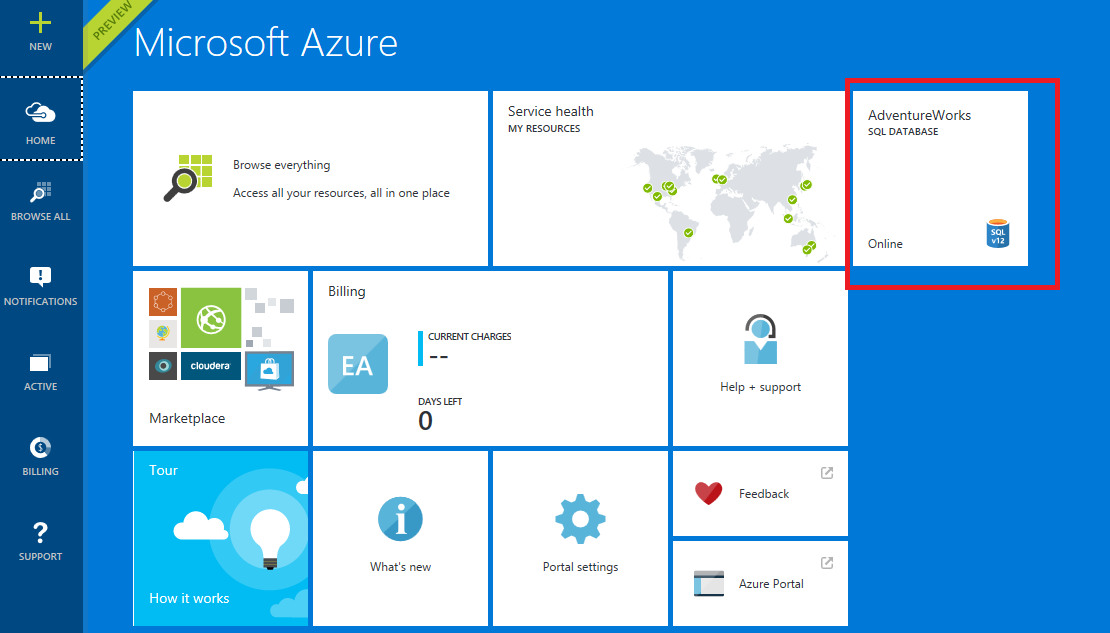 NEW
HOME
BROWSE ALL
NOTIFICATIONS
ACTIVE
BILLING
SUPPORT
PREVIEW
Microsoft Azure
Browse everything
Access all your resources, all in one place
Service health
MY RESOURCES
AdventureWorks
SQL DATABASE
Online
SQL
v12
cloudera
Marketplace
Billing
EA
CURRENT CHARGES
--
DAYS LEFT
0
Help + support
Tour
How it works
What's new
Portal settings
Feedback
Azure Portal